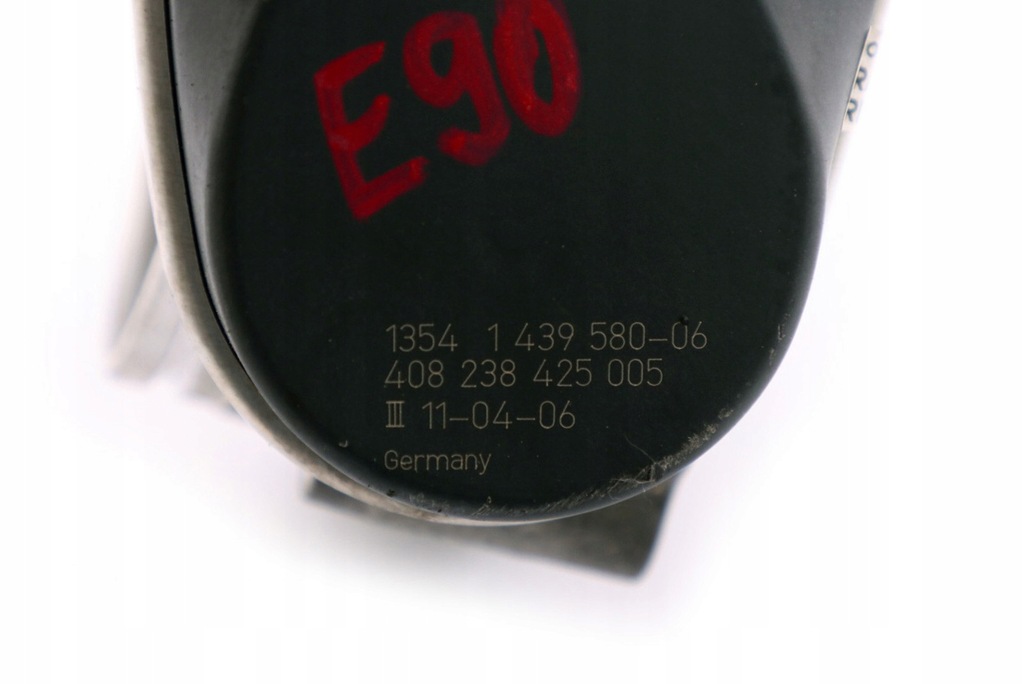 E90
1354 1 439 580-06
408 238 425 005
III 11-04-06
Germany